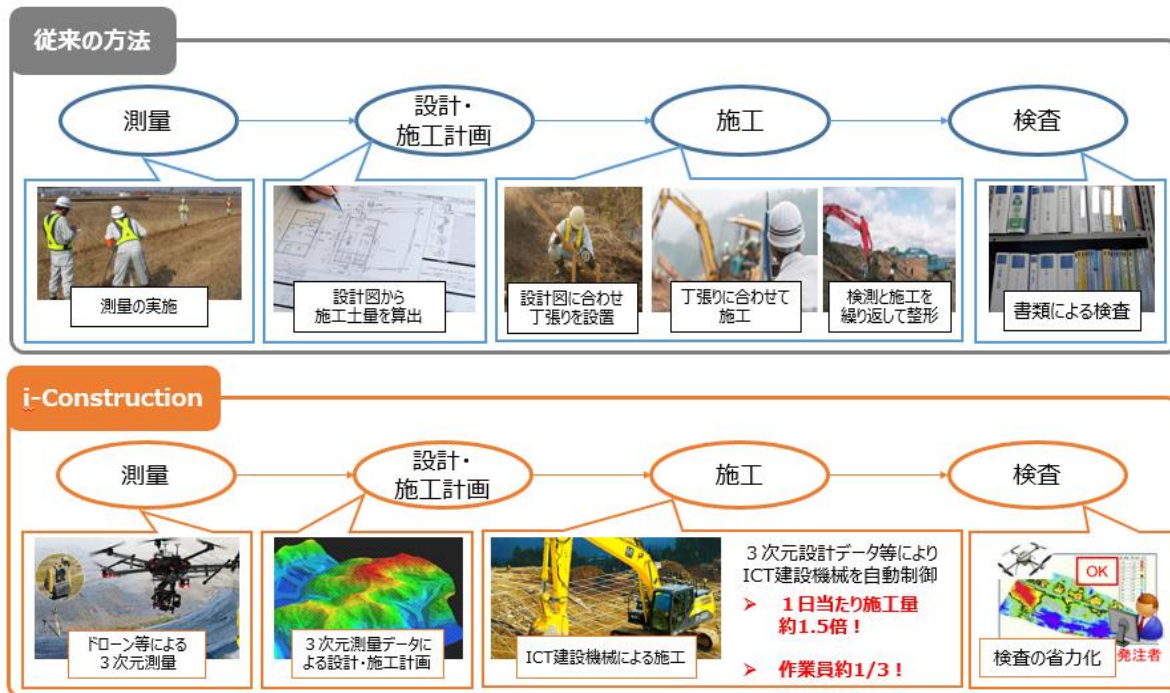 従来の方法
測量
設計・
施工計画
施工
検査
測量の実施
設計図から
施工土量を算出
設計図に合わせ
丁張りを設置
丁張りに合わせて
施工
検測と施工を
繰り返して整形
書類による検査
i-Construction
測量
設計・
施工計画
施工
検査
ドローン等による
3次元測量
3次元測量データに
よる設計・施工計画
ICT建設機械による施工
3次元設計データ等により
ICT建設機械を自動制御
➢ 1日当たり施工量
約1.5倍!
➢ 作業員約1/3!
OK
発注者
検査の省力化